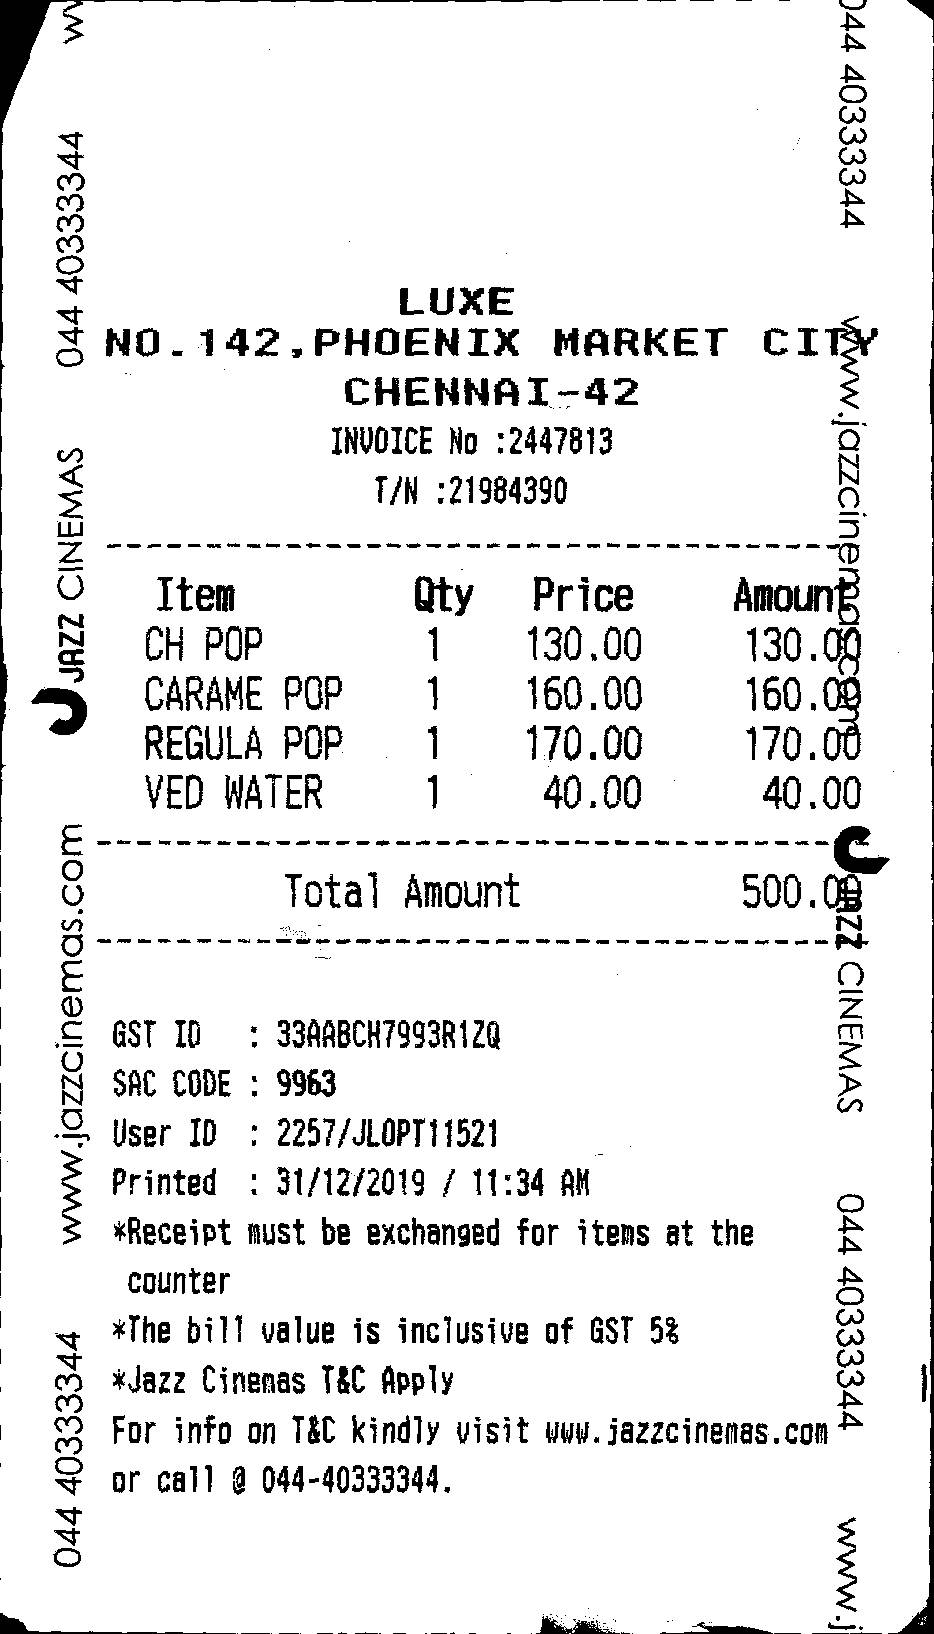 LUXE
NO.142,PHOENIX MARKET CITY
CHENNAI-42
INVOICE No :2447813
T/N :21984390
Item Qty Price Amount
CH POP 1 130.00 130.00
CARAME POP 1 160.00 160.00
REGULA POP 1 170.00 170.00
VED WATER 1 40.00 40.00
Total Amount 500.00
GST ID : 33AABCH7993R1ZQ
SAC CODE : 9963
User ID : 2257/JLOPT11521
Printed : 31/12/2019 / 11:34 AM
*Receipt must be exchanged for items at the
counter
*The bill value is inclusive of GST 5%
*Jazz Cinemas T&C Apply
For info on T&C kindly visit www.jazzcinemas.com
or call @ 044-40333344.
044 40333344 www.jazzcinemas.com JAZZ CINEMAS 044 40333344 w
044 40333344 www.jazzcinemas.com JAZZ CINEMAS 044 40333344 www.j